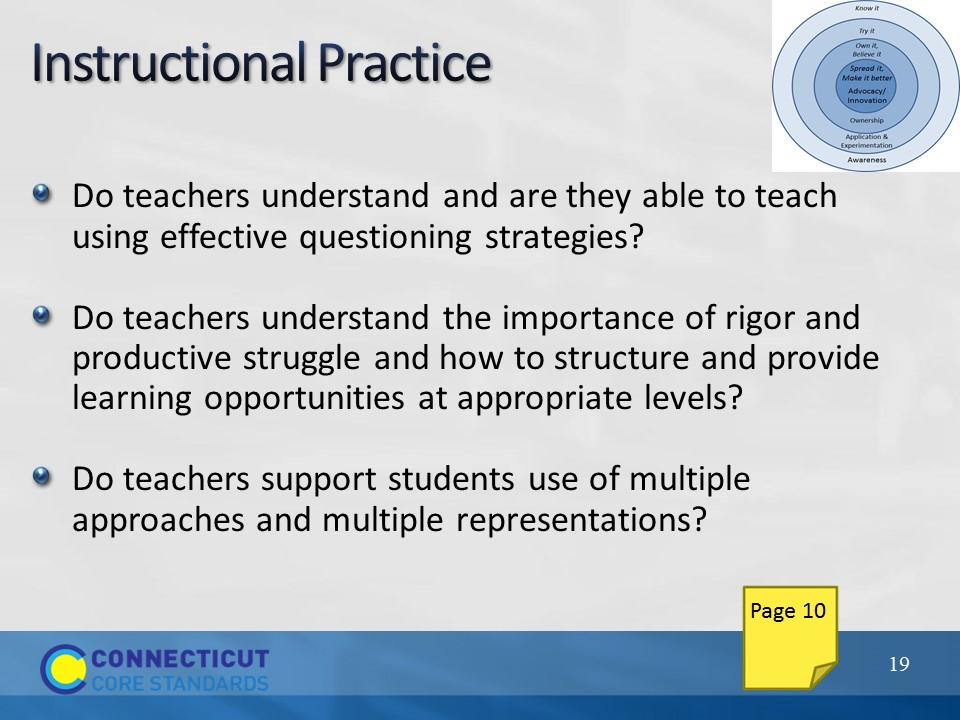 Instructional Practice
Know it
Try it
Own it,
Believe it
Spread it,
Make it better
Advocacy/
Innovation
Ownership
Application &
Experimentation
Awareness
Do teachers understand and are they able to teach
using effective questioning strategies?
Do teachers understand the importance of rigor and
productive struggle and how to structure and provide
learning opportunities at appropriate levels?
Do teachers support students use of multiple
approaches and multiple representations?
Page 10
CONNECTICUT
CORE STANDARDS
19